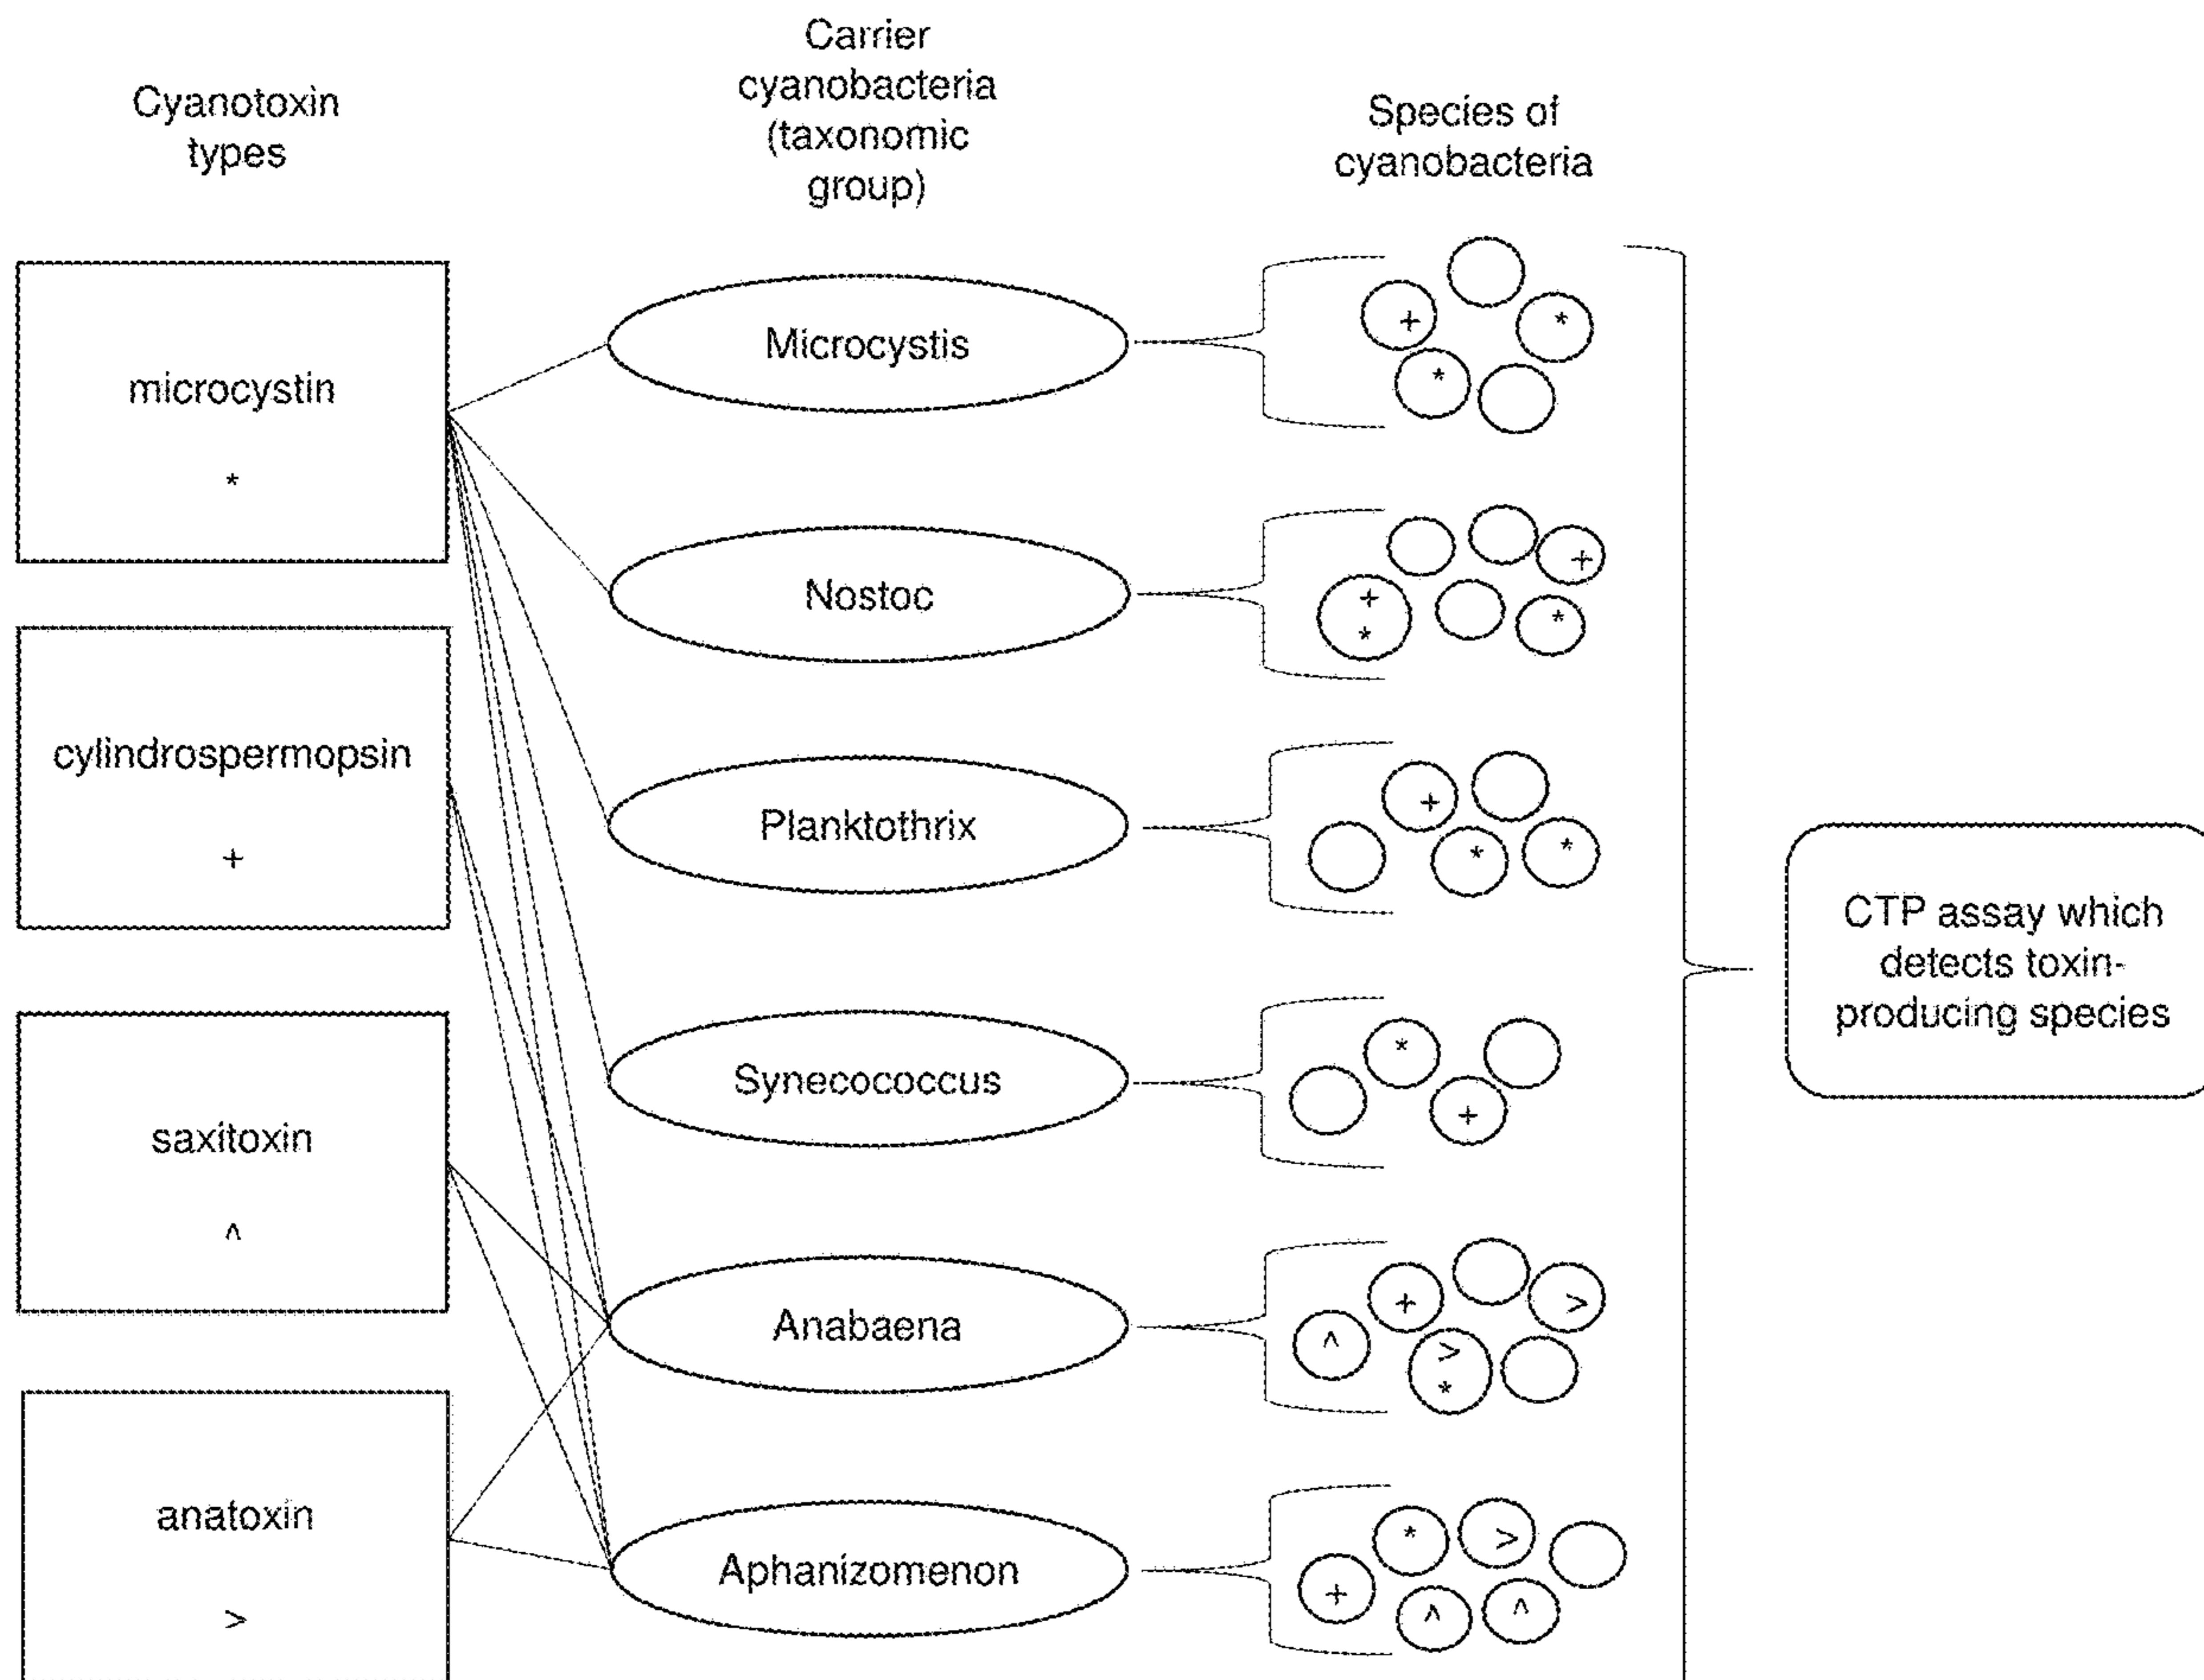 Cyanotoxin
types
Carrier
cyanobacteria
(taxonomic
group)
Species of
cyanobacteria
microcystin
*
cylindrospermopsin
+
saxitoxin
^
anatoxin
>
Microcystis
Nostoc
Planktothrix
Synecococcus
Anabaena
Aphanizomenon
+
*
*
+
+
*
*
+
*
*
*
+
+
>
^
>
*
*
>
+
^
^
CTP assay which
detects toxin-
producing species